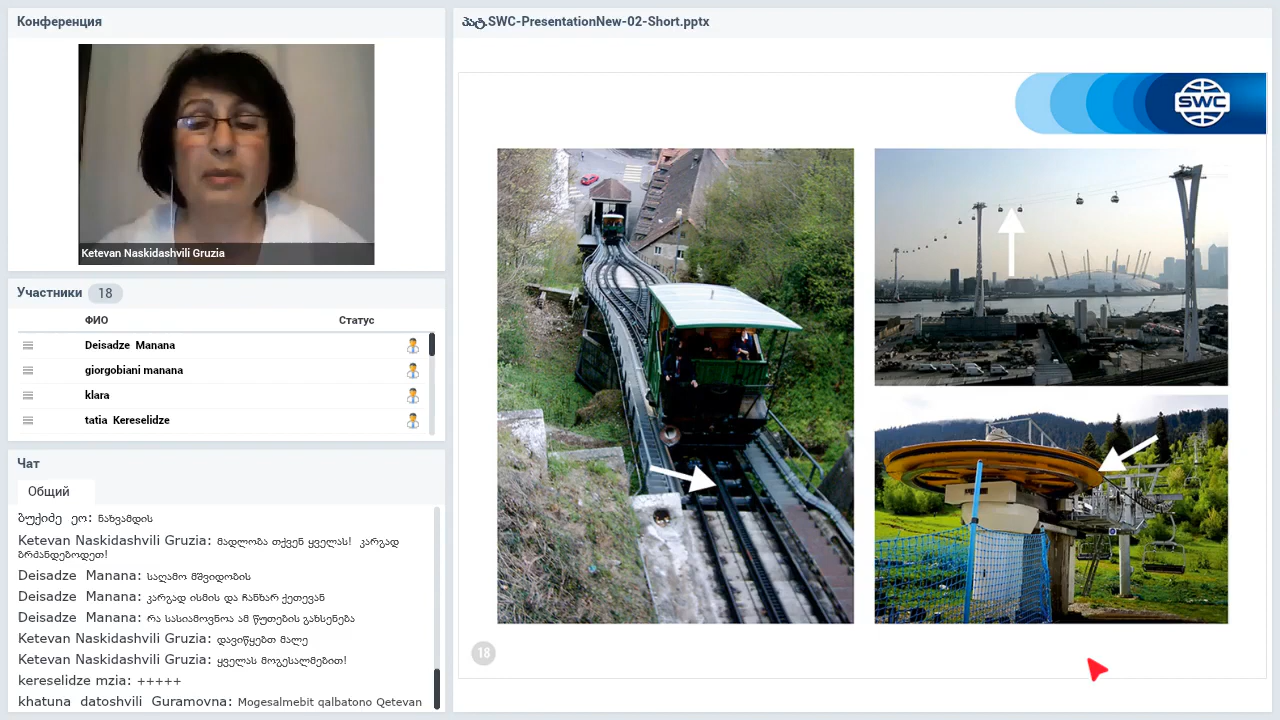 Конференция
Ketevan Naskidashvili Gruzia
Участники 18
ФИО Статус
Deisadze Manana
giorgobiani manana
klara
tatia Kereselidze
Чат
Общий
ბუქიძე ეო: ნახვამდის
Ketevan Naskidashvili Gruzia: მადლობა თქვენ ყველას! კარგად
ბრძანდებოდეთ!
Deisadze Manana: საღამო მშვიდობის
Deisadze Manana: კარგად ისმის და ჩანხარ ქეთევან
Deisadze Manana: რა სასიამოვნოა ამ წუთების გახსენება
Ketevan Naskidashvili Gruzia: დავიწყებთ მალე
Ketevan Naskidashvili Gruzia: ყველას მოგესალმებით!
kereselidze mzia: +++++
khatuna datoshvili Guramovna: Mogesalmebit qalbatono Qetevan
პატ.SWC-PresentationNew-02-Short.pptx
SWC
18